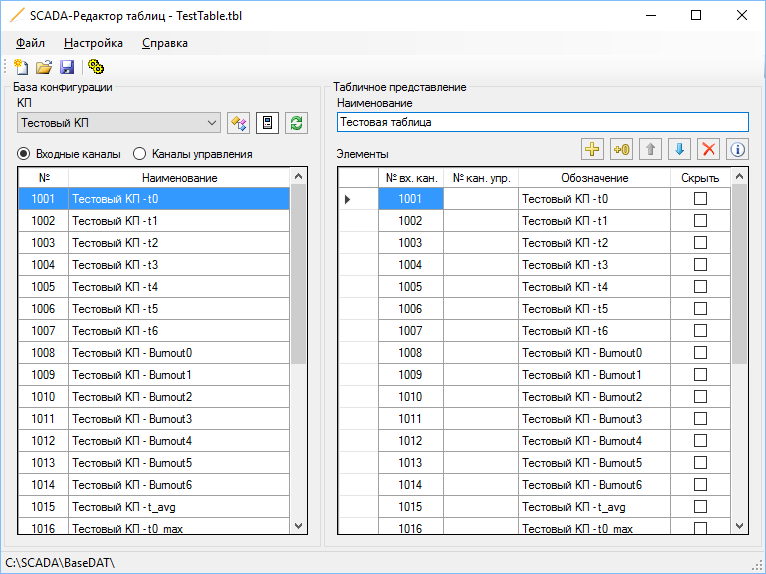 SCADA-Редактор таблиц - TestTable.tbl
Файл Настройка Справка
База конфигурации
КП
Тестовый КП
Входные каналы Каналы управления
№ Наименование
1001 Тестовый КП - t0
1002 Тестовый КП - t1
1003 Тестовый КП - t2
1004 Тестовый КП - t3
1005 Тестовый КП - t4
1006 Тестовый КП - t5
1007 Тестовый КП - t6
1008 Тестовый КП - Burnout0
1009 Тестовый КП - Burnout1
1010 Тестовый КП - Burnout2
1011 Тестовый КП - Burnout3
1012 Тестовый КП - Burnout4
1013 Тестовый КП - Burnout5
1014 Тестовый КП - Burnout6
1015 Тестовый КП - t_avg
1016 Тестовый КП - t0_max
Табличное представление
Наименование
Тестовая таблица
Элементы
+0
№ вх. кан. № кан. упр. Обозначение Скрыть
1001 Тестовый КП - t0
1002 Тестовый КП - t1
1003 Тестовый КП - t2
1004 Тестовый КП - t3
1005 Тестовый КП - t4
1006 Тестовый КП - t5
1007 Тестовый КП - t6
1008 Тестовый КП - Burnout0
1009 Тестовый КП - Burnout1
1010 Тестовый КП - Burnout2
1011 Тестовый КП - Burnout3
1012 Тестовый КП - Burnout4
1013 Тестовый КП - Burnout5
1014 Тестовый КП - Burnout6
1015 Тестовый КП - t_avg
1016 Тестовый КП - t0_max
C:\SCADA\BaseDAT\